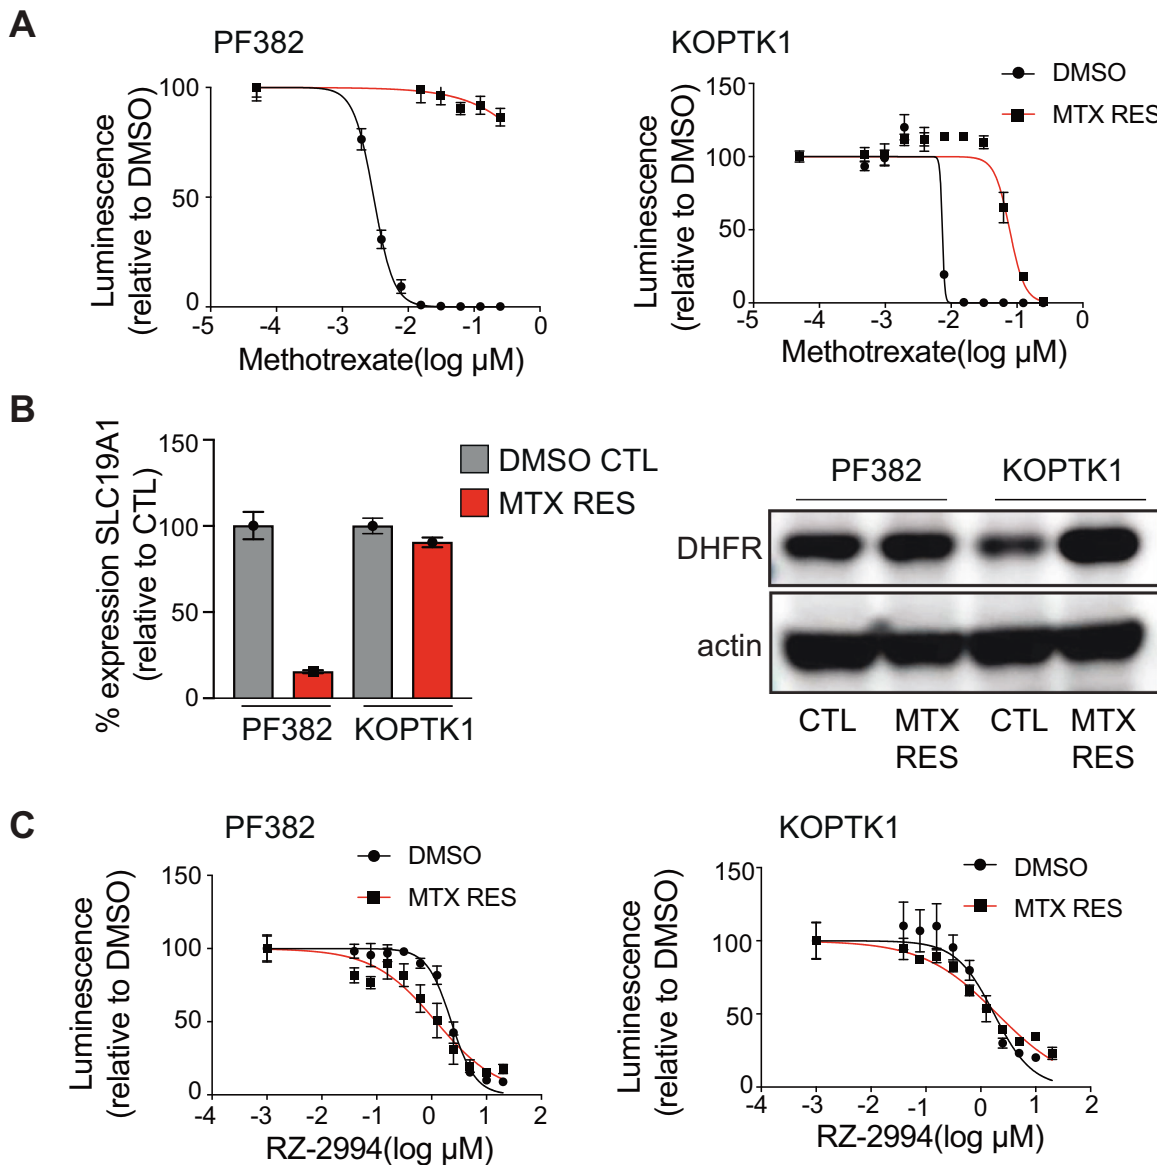 A
PF382
Luminescence
(relative to DMSO)
100
50
0
-5 -4 -3 -2 -1 0
Methotrexate(log µM)
KOPTK1
DMSO
MTX RES
Luminescence
(relative to DMSO)
150
100
50
0
-5 -4 -3 -2 -1 0
Methotrexate(log µM)
B
% expression SLC19A1
(relative to CTL)
150
100
50
0
PF382 KOPTK1
DMSO CTL
MTX RES
PF382 KOPTK1
DHFR
actin
CTL MTX CTL MTX
RES RES
C
PF382
DMSO
MTX RES
Luminescence
(relative to DMSO)
150
100
50
0
-4 -3 -2 -1 0 1 2
RZ-2994(log µM)
KOPTK1
DMSO
MTX RES
Luminescence
(relative to DMSO)
150
100
50
0
-4 -3 -2 -1 0 1 2
RZ-2994(log µM)